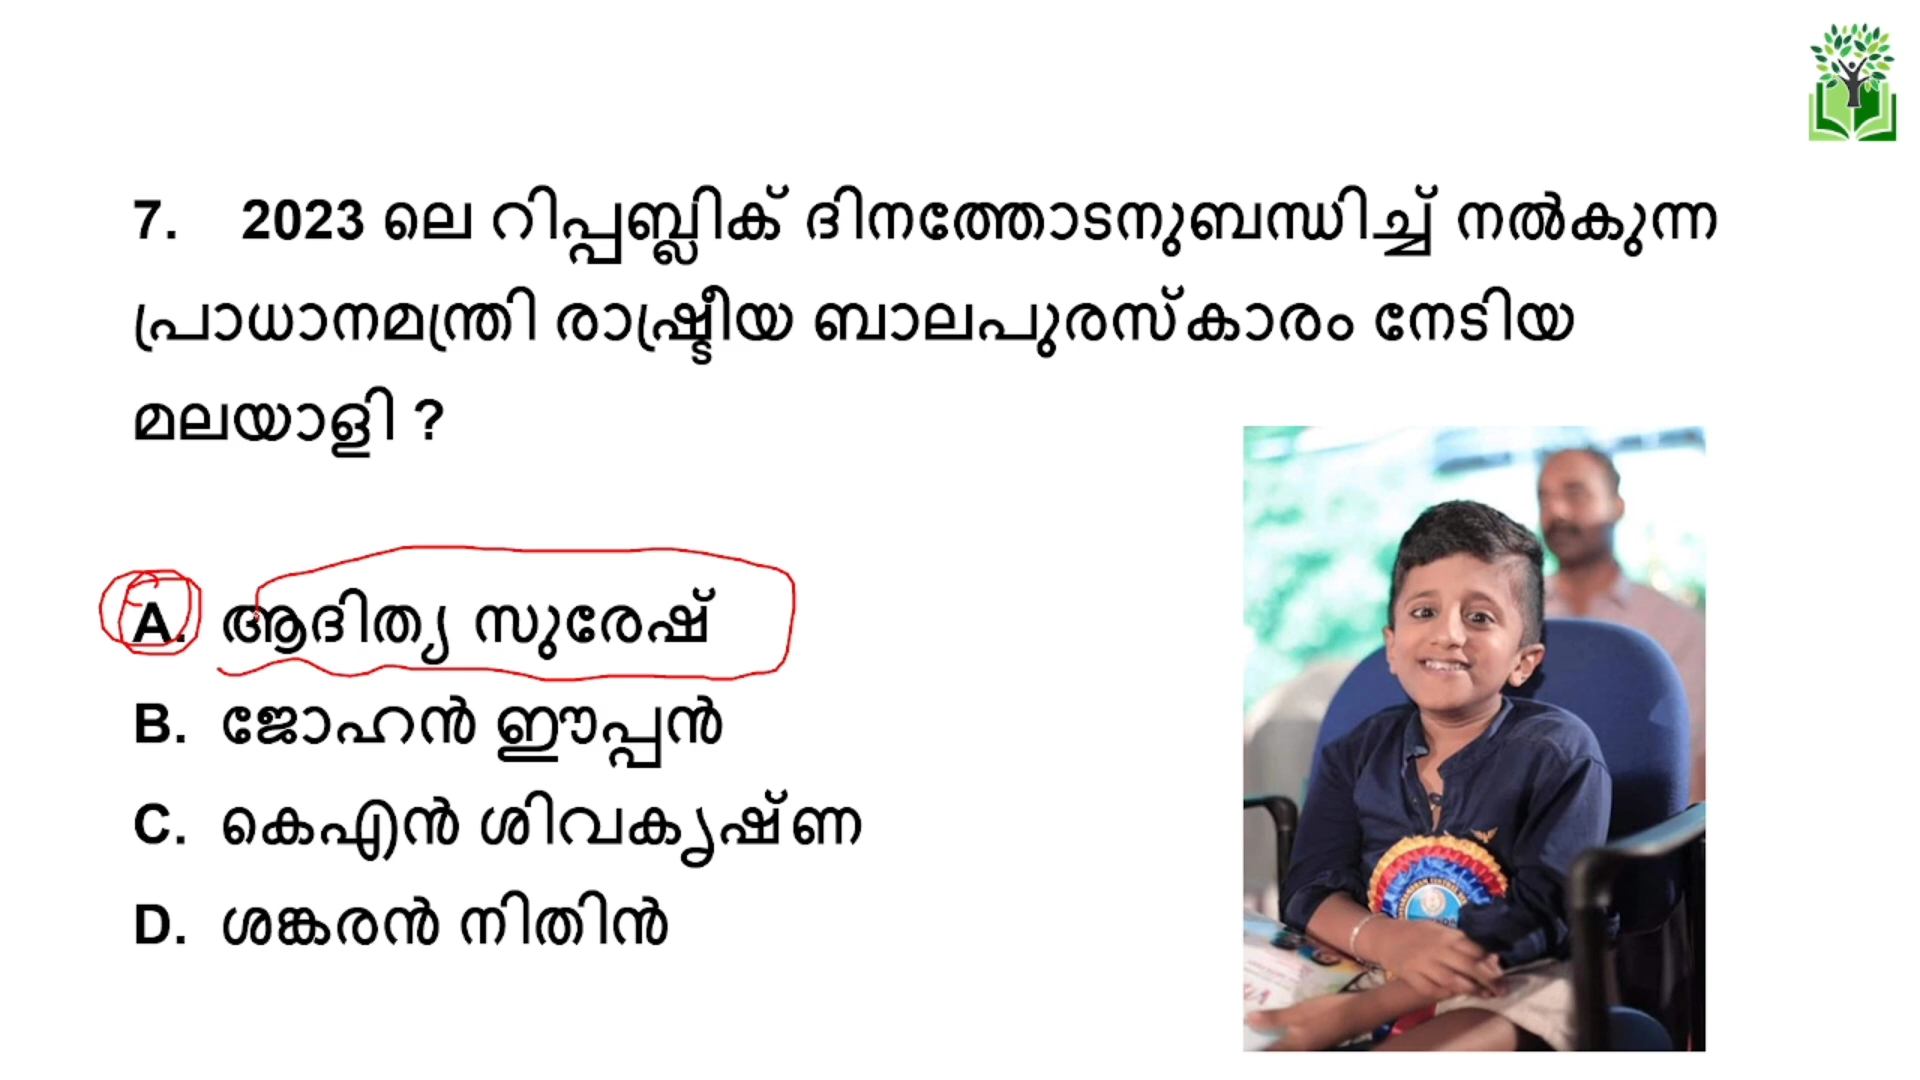 7. 2023 ലെ റിപ്പബ്ലിക് ദിനത്തോടനുബന്ധിച്ച് നൽകുന്ന
പ്രാധാനമന്ത്രി രാഷ്ട്രീയ ബാലപുരസ്കാരം നേടിയ
മലയാളി ?
A. ആദിത്യ സുരേഷ്
B. ജോഹൻ ഈപ്പൻ
C. കെഎൻ ശിവകൃഷ്ണ
D. ശങ്കരൻ നിതിൻ